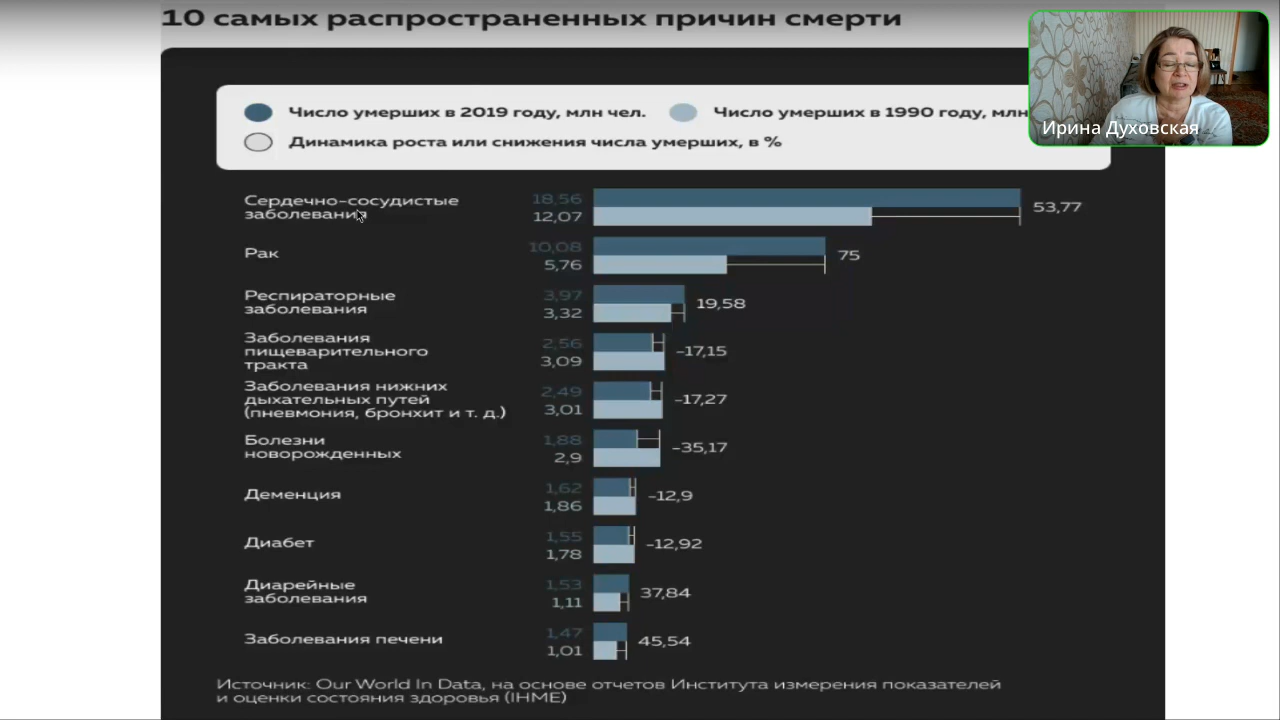 10 самых распространенных причин смерти
Число умерших в 2019 году, млн чел.
Число умерших в 1990 году, млн
Динамика роста или снижения числа умерших, в %
Ирина Духовская
Сердечно-сосудистые
заболевания
18,56
12,07
53,77
Рак
10,08
5,76
75
Респираторные
заболевания
3,97
3,32
19,58
Заболевания
пищеварительного
тракта
2,56
3,09
-17,15
Заболевания нижних
дыхательных путей
(пневмония, бронхит и т. д.)
2,49
3,01
-17,27
Болезни
новорожденных
1,88
2,9
-35,17
Деменция
1,62
1,86
-12,9
Диабет
1,55
1,78
-12,92
Диарейные
заболевания
1,53
1,11
37,84
Заболевания печени
1,47
1,01
45,54
Источник: Our World In Data, на основе отчетов Института измерения показателей
и оценки состояния здоровья (IHME)